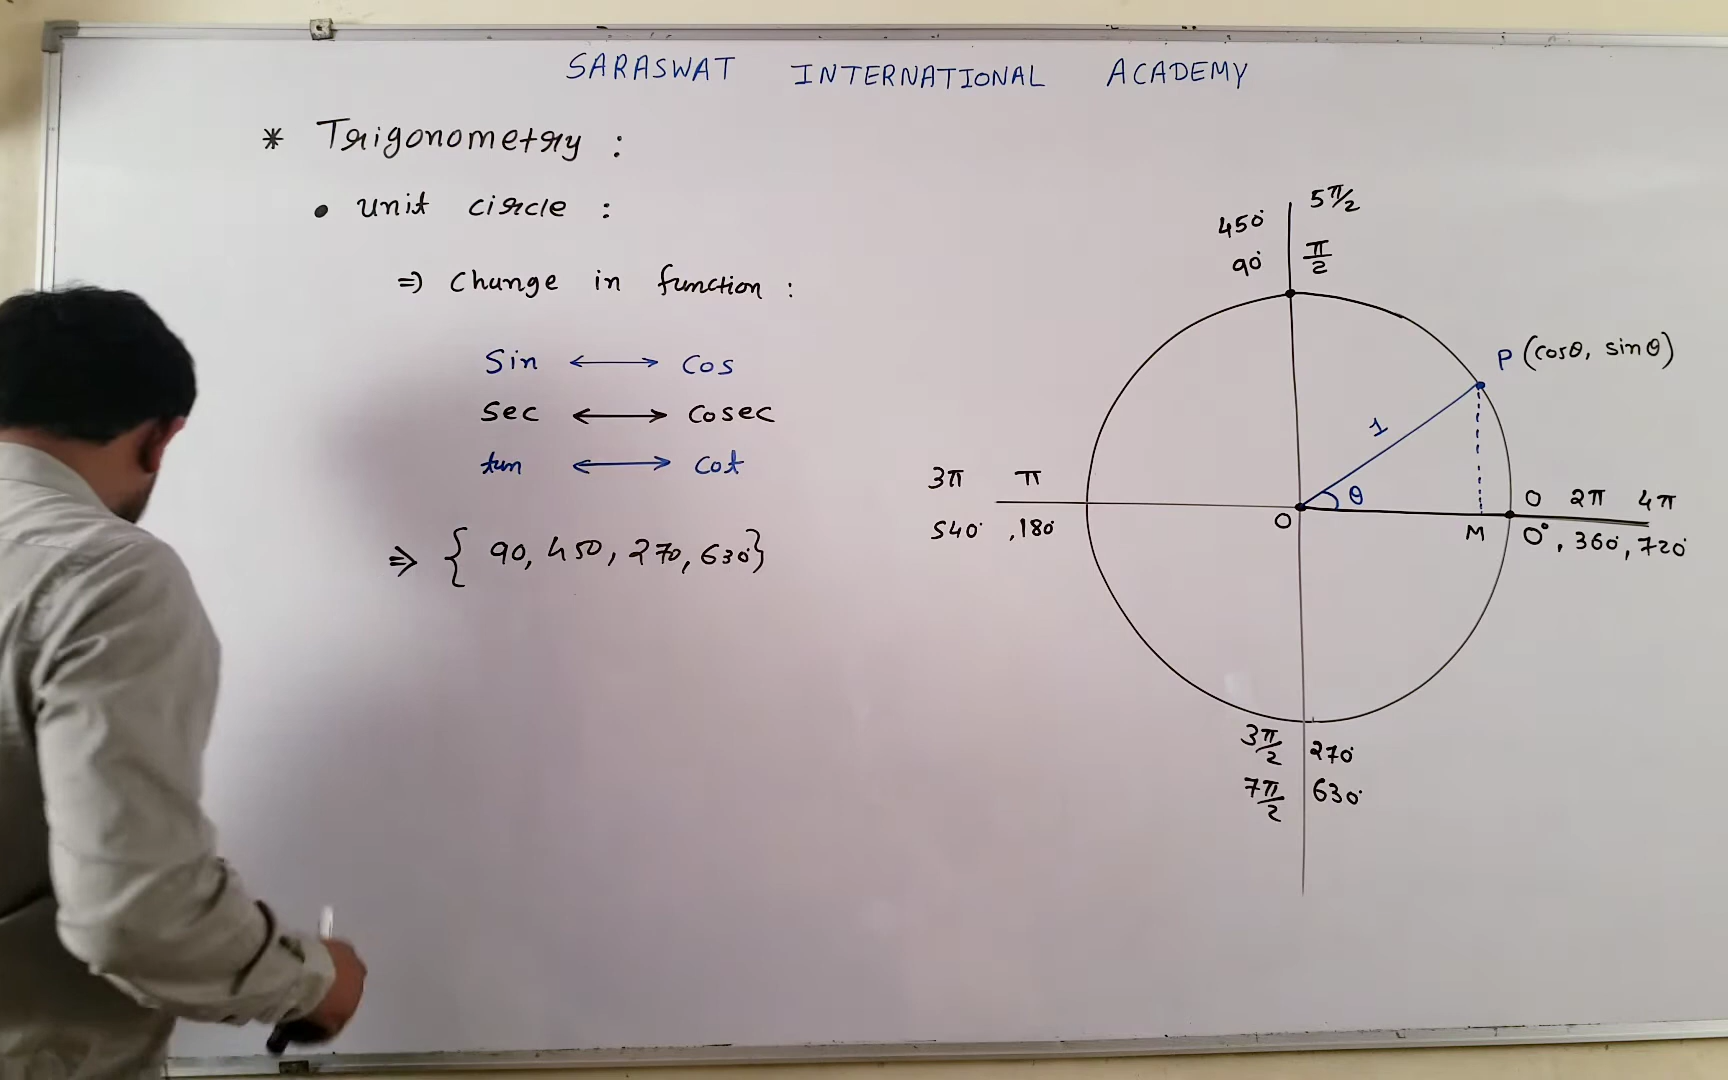 SARASWAT INTERNATIONAL ACADEMY
* Trigonometry :
• unit circle :
⇒ Change in function :
Sin ⟷ Cos
Sec ⟷ Cosec
tan ⟷ Cot
⇒ { 90, 450, 270, 630° }
5π/2
450°
90° π/2
P (cosθ, sinθ)
1
θ
3π π
540° , 180°
O
M
0 2π 4π
0°, 360°, 720°
3π/2 270°
7π/2 630°